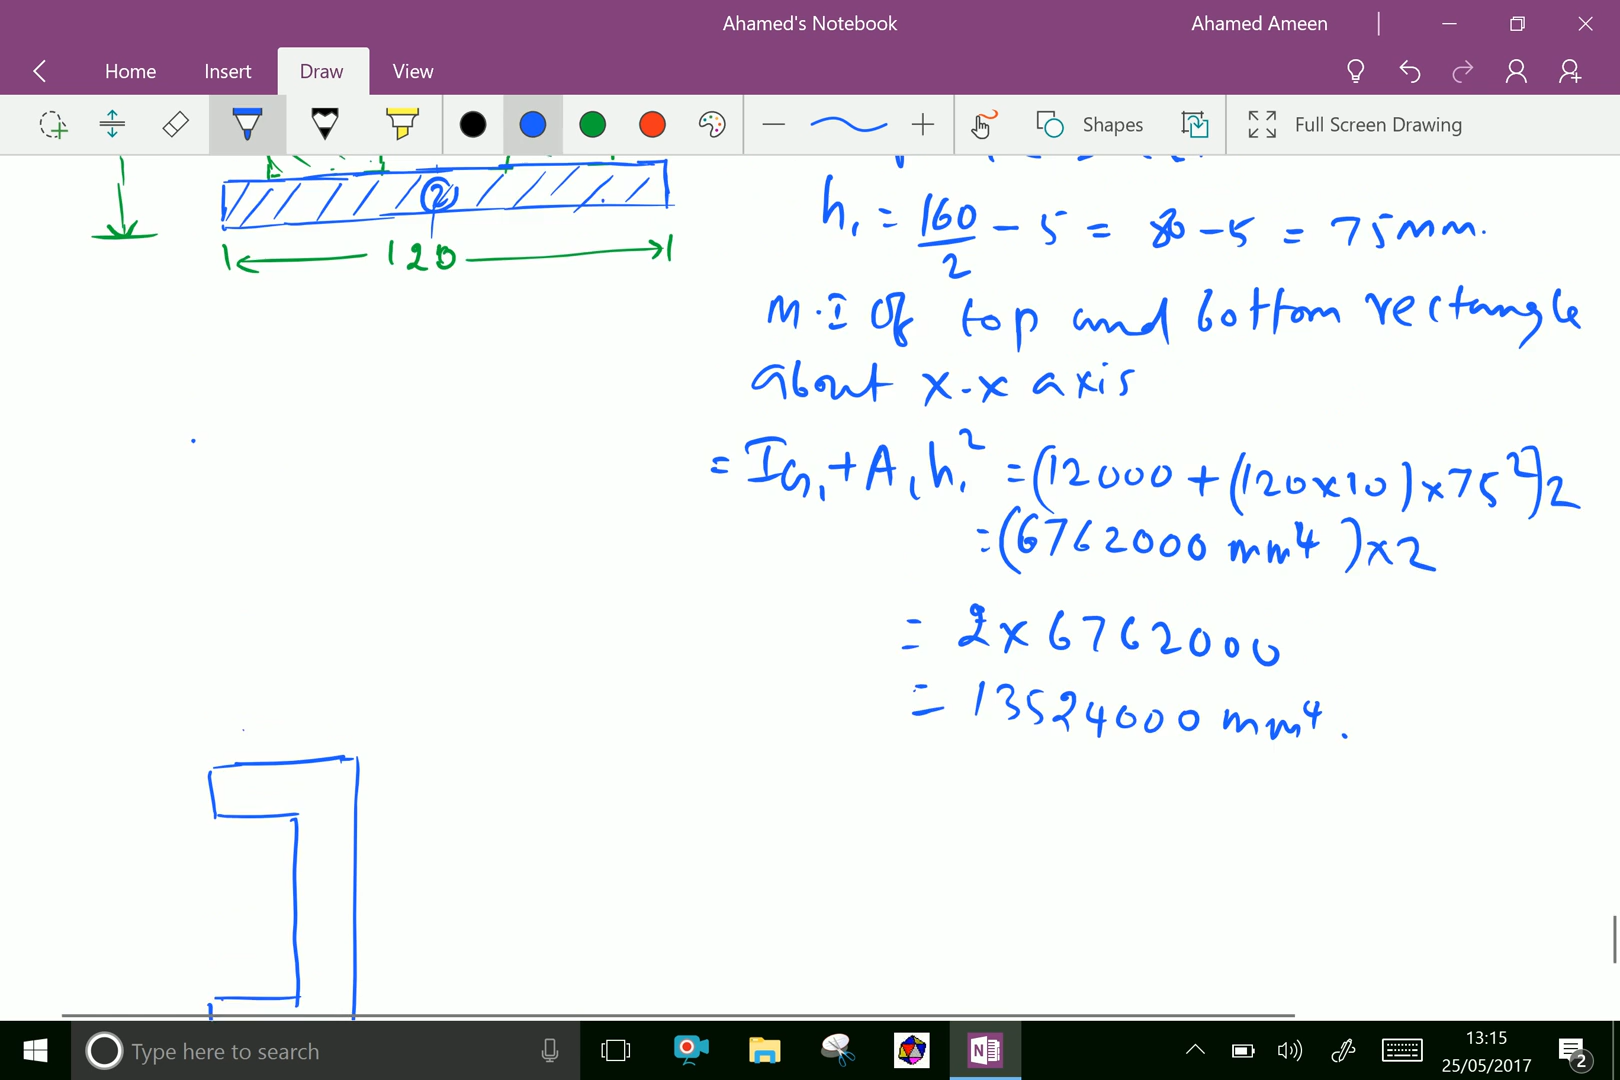 Ahamed's Notebook
Ahamed Ameen
Home
Insert
Draw
View
Shapes
Full Screen Drawing
2
120
h₁ = 160/2 - 5 = 80 - 5 = 75mm.
M.I Of top and bottom rectangle
about x-x axis
= IG₁ + A₁h₁² = (12000 + (120x10) x 75²)2
= (6762000 mm⁴) x 2
= 2 x 6762000
= 13524000 mm⁴.
Type here to search
N
13:15
25/05/2017
2